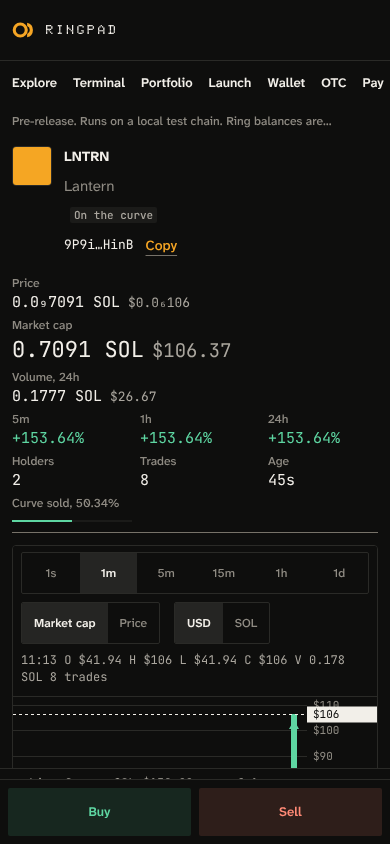 RINGPAD
Explore Terminal Portfolio Launch Wallet OTC Pay
Pre-release. Runs on a local test chain. Ring balances are…
LNTRN
Lantern
On the curve
9P9i…HinB Copy
Price
0.0₉7091 SOL $0.0₆106
Market cap
0.7091 SOL $106.37
Volume, 24h
0.1777 SOL $26.67
5m 1h 24h
+153.64% +153.64% +153.64%
Holders Trades Age
2 8 45s
Curve sold, 50.34%
1s 1m 5m 15m 1h 1d
Market cap Price USD SOL
11:13 O $41.94 H $106 L $41.94 C $106 V 0.178
SOL 8 trades
$110
$106
$100
$90
Buy Sell